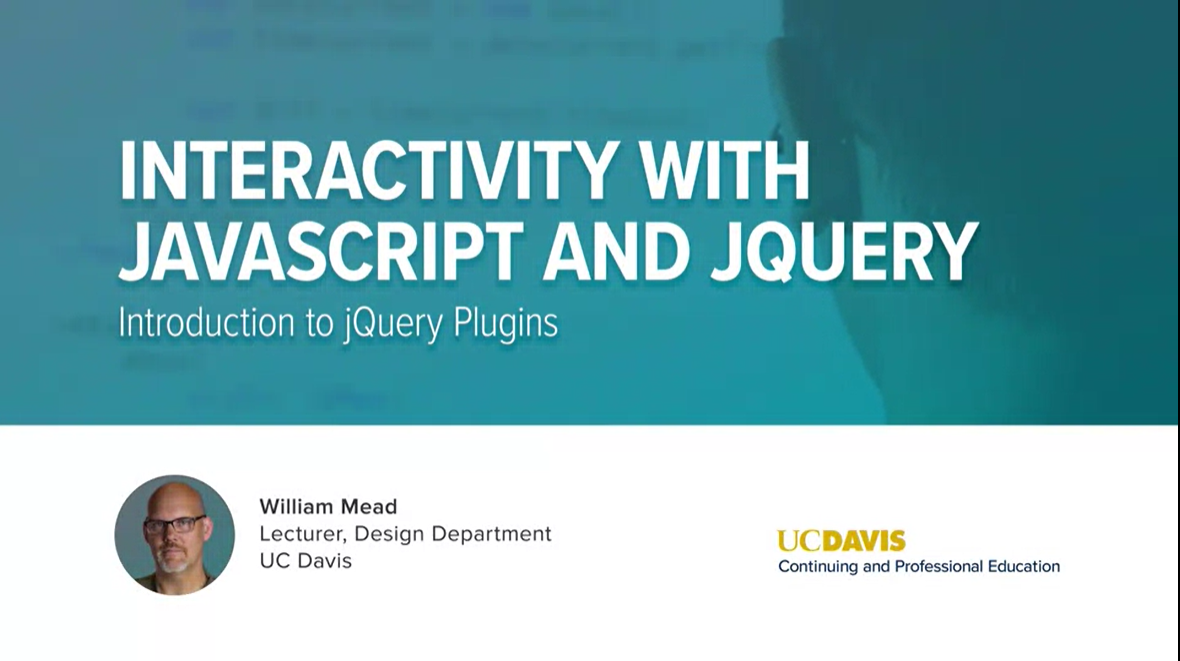 INTERACTIVITY WITH
JAVASCRIPT AND JQUERY
Introduction to jQuery Plugins
William Mead
Lecturer, Design Department
UC Davis
UCDAVIS
Continuing and Professional Education